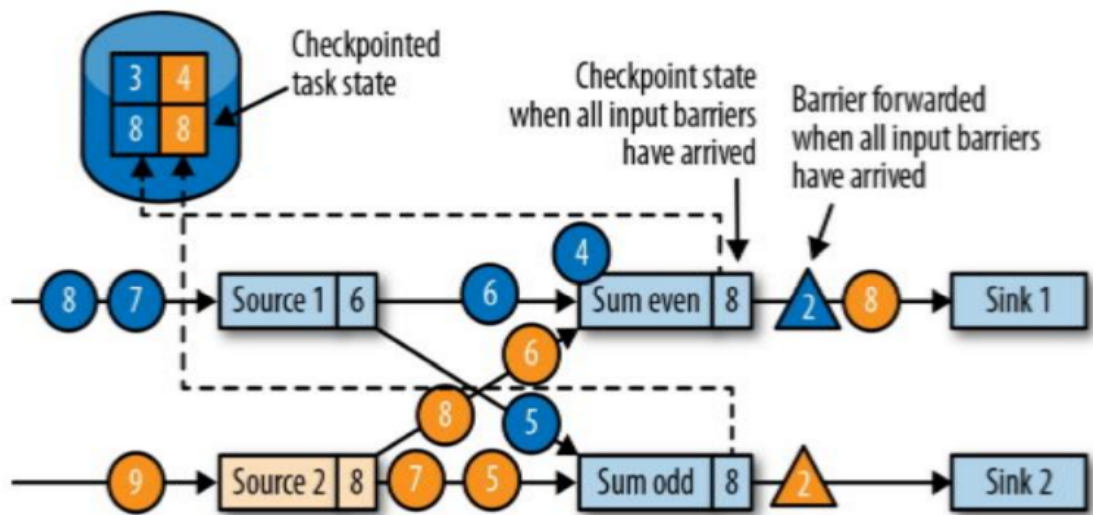 Checkpointed
task state
3 4
8 8
Checkpoint state
when all input barriers
have arrived
Barrier forwarded
when all input barriers
have arrived
4
8 7 Source 1 6 6 Sum even 8 2 8 Sink 1
6
8 5
9 Source 2 8 7 5 Sum odd 8 2 Sink 2